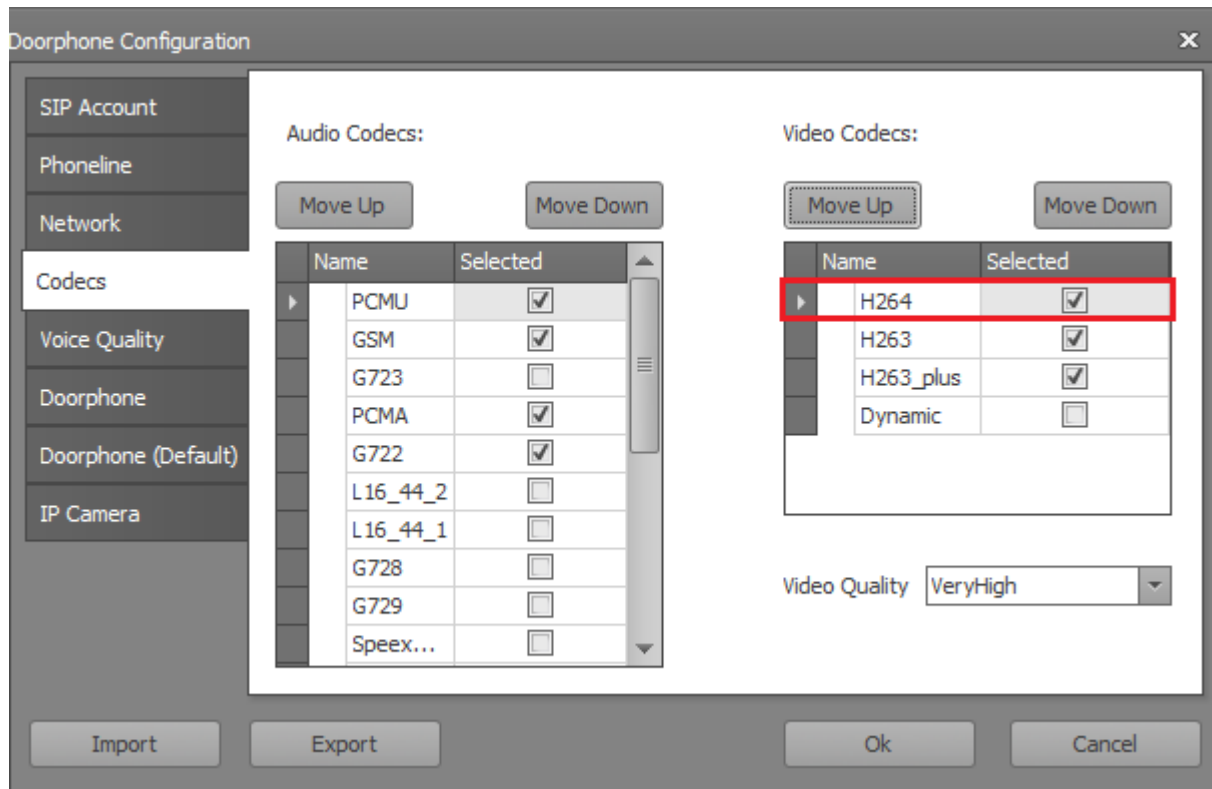 Doorphone Configuration
SIP Account
Phoneline
Network
Codecs
Voice Quality
Doorphone
Doorphone (Default)
IP Camera
Audio Codecs:
Move Up Move Down
Name Selected
PCMU
GSM
G723
PCMA
G722
L16_44_2
L16_44_1
G728
G729
Speex...
Video Codecs:
Move Up Move Down
Name Selected
H264
H263
H263_plus
Dynamic
Video Quality VeryHigh
Import Export Ok Cancel